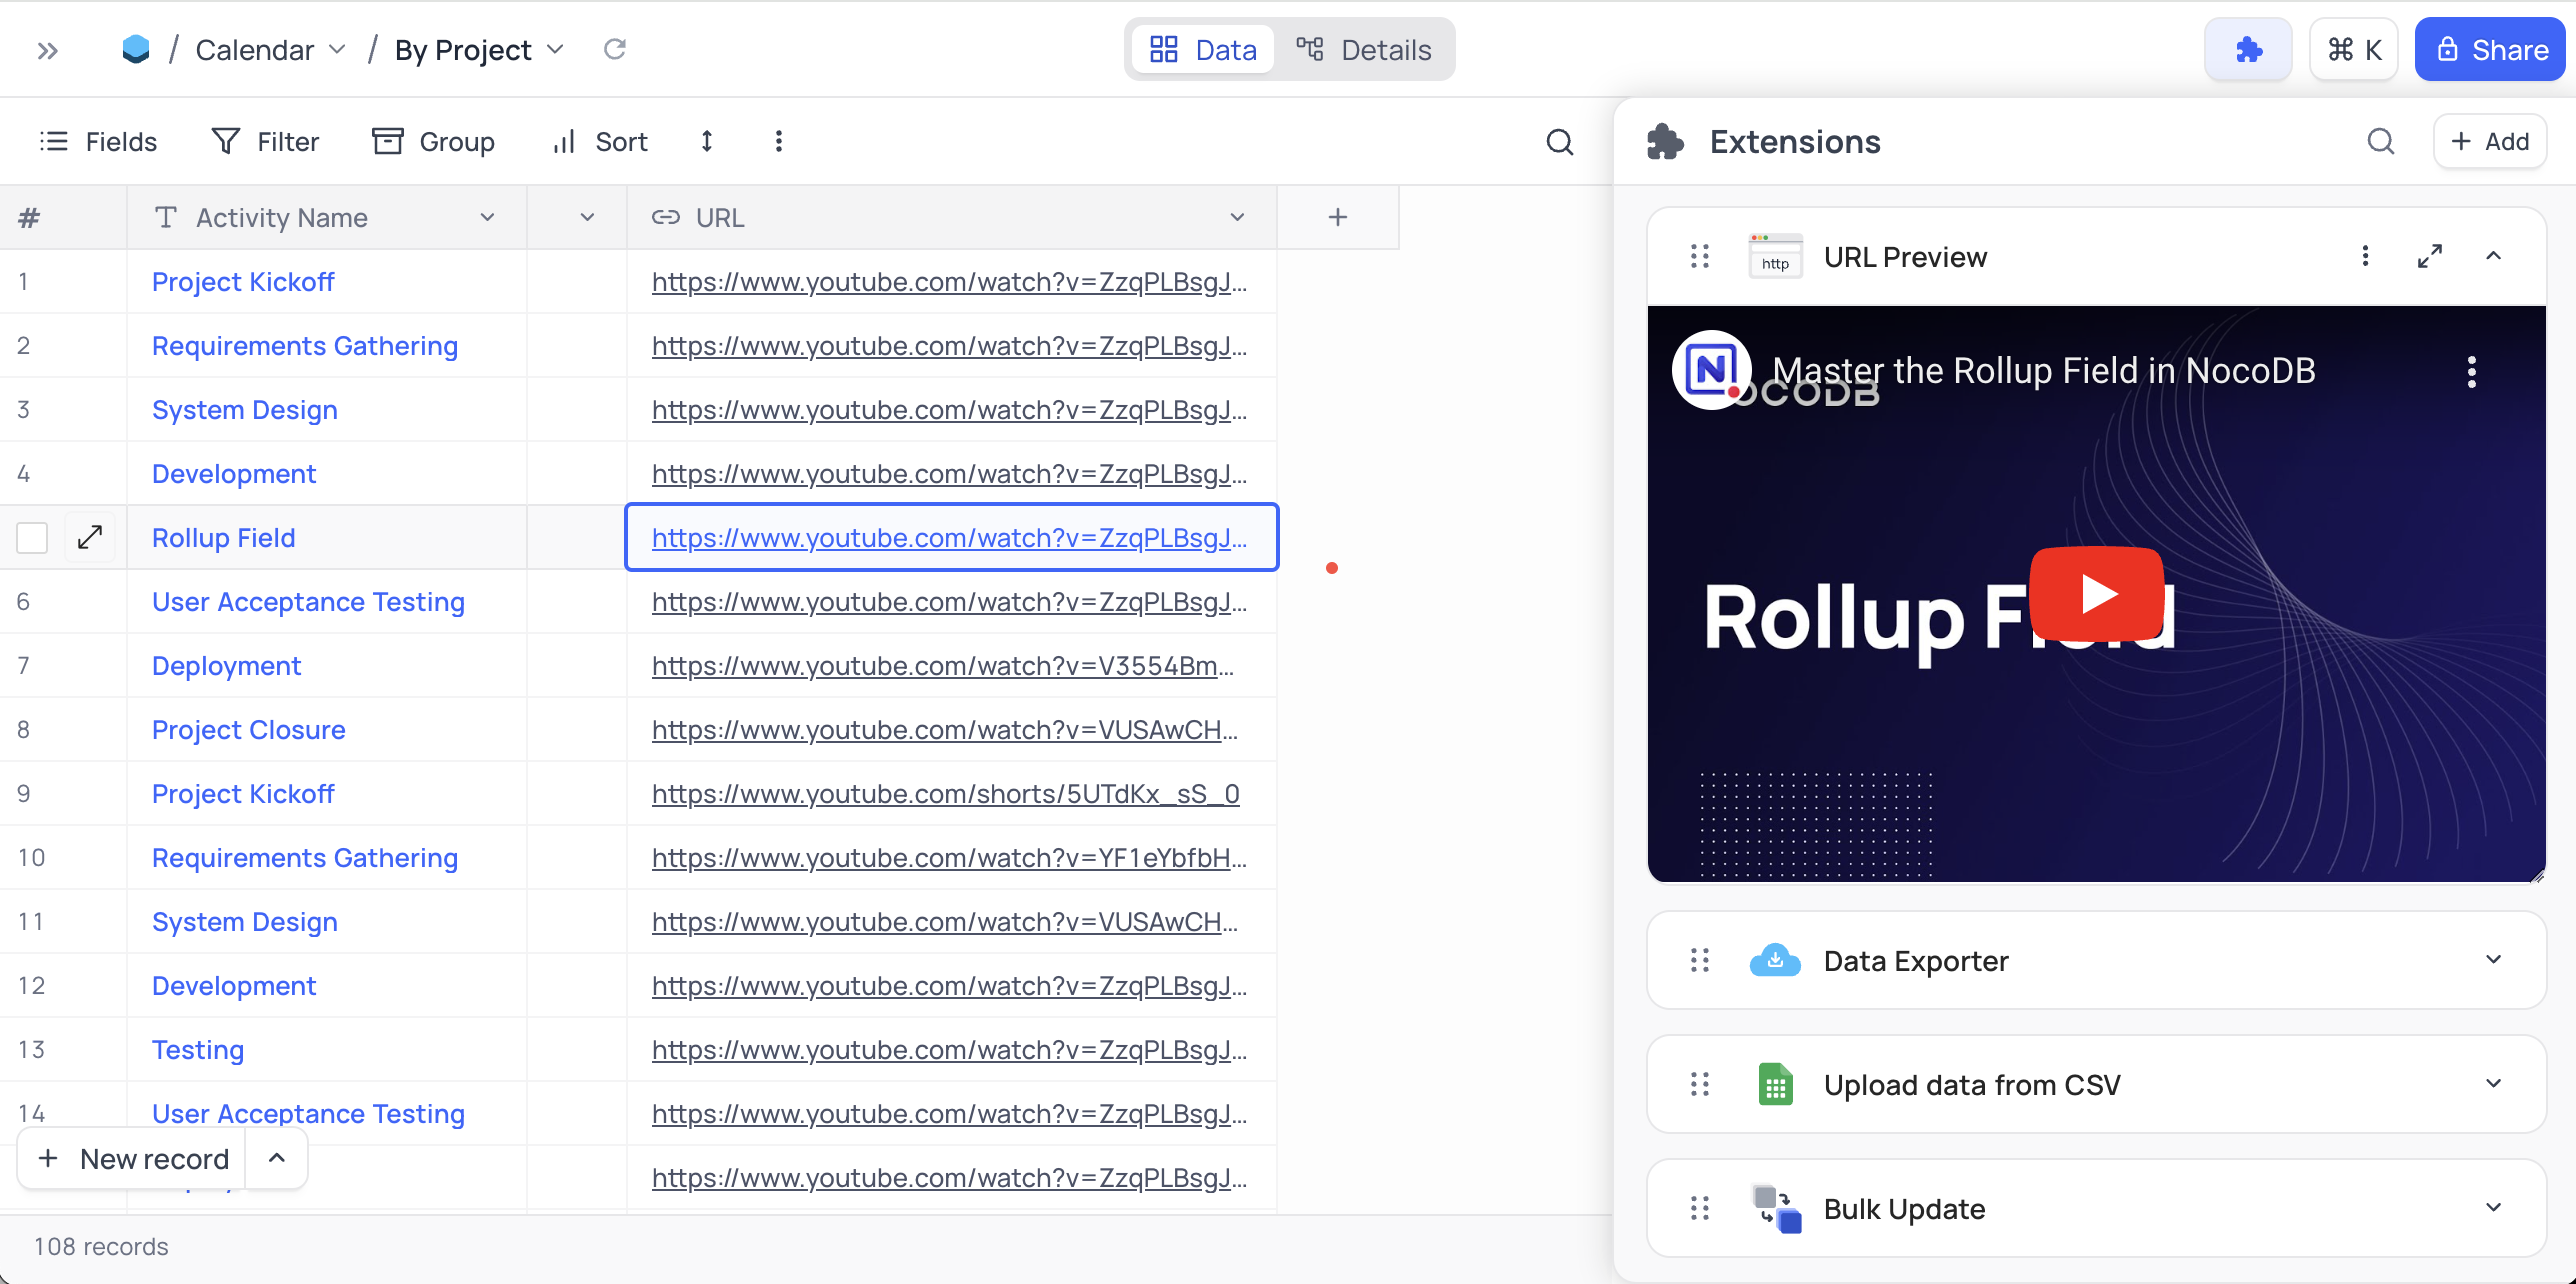 / Calendar / By Project
Data Details
⌘ K Share
Fields Filter Group Sort
Extensions + Add
# Activity Name URL +
1 Project Kickoff https://www.youtube.com/watch?v=ZzqPLBsgJ...
2 Requirements Gathering https://www.youtube.com/watch?v=ZzqPLBsgJ...
3 System Design https://www.youtube.com/watch?v=ZzqPLBsgJ...
4 Development https://www.youtube.com/watch?v=ZzqPLBsgJ...
Rollup Field https://www.youtube.com/watch?v=ZzqPLBsgJ...
6 User Acceptance Testing https://www.youtube.com/watch?v=ZzqPLBsgJ...
7 Deployment https://www.youtube.com/watch?v=V3554Bm...
8 Project Closure https://www.youtube.com/watch?v=VUSAwCH...
9 Project Kickoff https://www.youtube.com/shorts/5UTdKx_sS_0
10 Requirements Gathering https://www.youtube.com/watch?v=YF1eYbfbH...
11 System Design https://www.youtube.com/watch?v=VUSAwCH...
12 Development https://www.youtube.com/watch?v=ZzqPLBsgJ...
13 Testing https://www.youtube.com/watch?v=ZzqPLBsgJ...
14 User Acceptance Testing https://www.youtube.com/watch?v=ZzqPLBsgJ...
https://www.youtube.com/watch?v=ZzqPLBsgJ...
+ New record
108 records
http
URL Preview
N Master the Rollup Field in NocoDB
OCODB
Rollup Field
Data Exporter
Upload data from CSV
Bulk Update